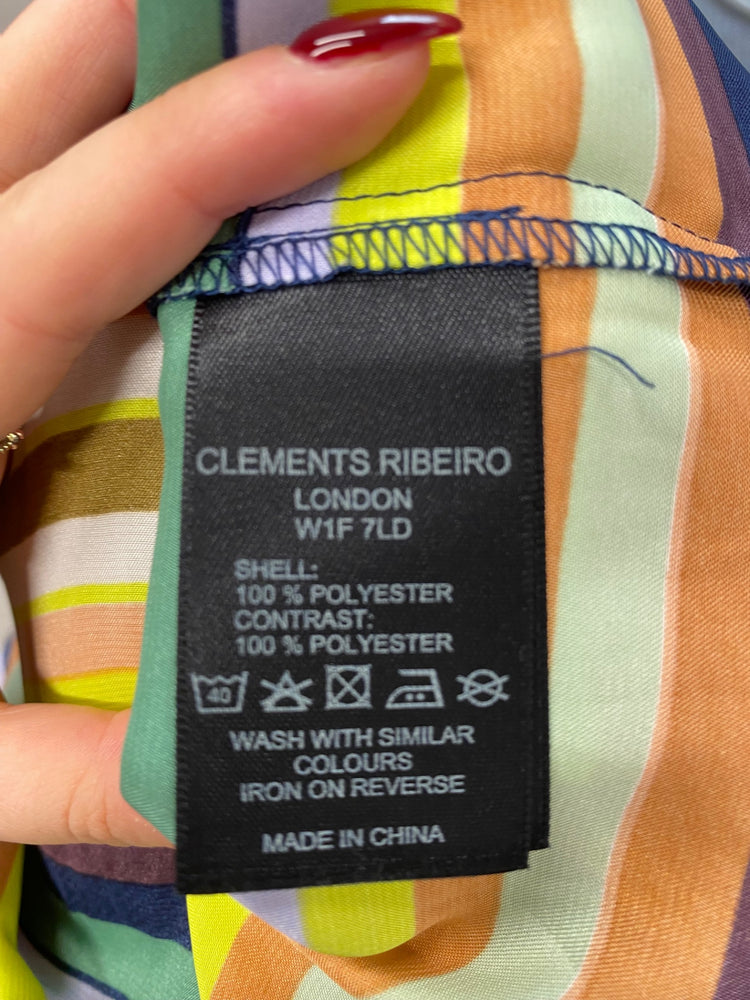 CLEMENTS RIBEIRO
LONDON
W1F 7LD
SHELL:
100 % POLYESTER
CONTRAST:
100 % POLYESTER
40
WASH WITH SIMILAR
COLOURS
IRON ON REVERSE
MADE IN CHINA